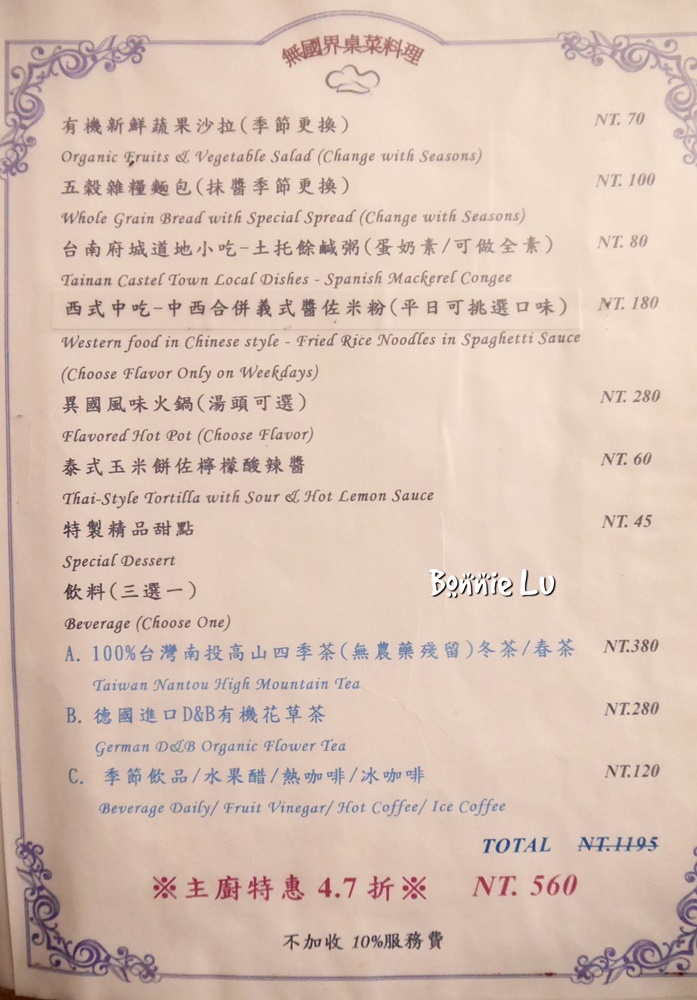 無國界桌菜料理
有機新鮮蔬果沙拉(季節更換) NT. 70
Organic Fruits & Vegetable Salad (Change with Seasons)
五穀雜糧麵包(抹醬季節更換) NT. 100
Whole Grain Bread with Special Spread (Change with Seasons)
台南府城道地小吃-土托餘鹹粥(蛋奶素/可做全素) NT. 80
Tainan Castel Town Local Dishes - Spanish Mackerel Congee
西式中吃-中西合併義式醬佐米粉(平日可挑選口味) NT. 180
Western food in Chinese style - Fried Rice Noodles in Spaghetti Sauce
(Choose Flavor Only on Weekdays)
異國風味火鍋(湯頭可選) NT. 280
Flavored Hot Pot (Choose Flavor)
泰式玉米餅佐檸檬酸辣醬 NT. 60
Thai-Style Tortilla with Sour & Hot Lemon Sauce
特製精品甜點 NT. 45
Special Dessert
飲料(三選一)
Beverage (Choose One)
A. 100%台灣南投高山四季茶(無農藥殘留)冬茶/春茶 NT.380
Taiwan Nantou High Mountain Tea
B. 德國進口D&B有機花草茶 NT.280
German D&B Organic Flower Tea
C. 季節飲品/水果醋/熱咖啡/冰咖啡 NT.120
Beverage Daily/ Fruit Vinegar/ Hot Coffee/ Ice Coffee
TOTAL NT.1195
※主廚特惠 4.7 折※ NT. 560
不加收 10%服務費
Bonnie Lu